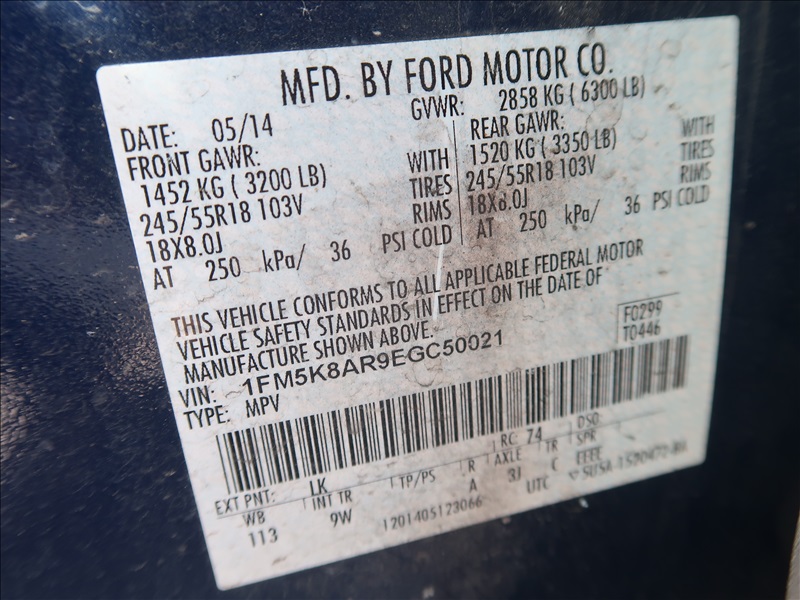 MFD. BY FORD MOTOR CO.
DATE: 05/14 GVWR: 2858 KG ( 6300 LB)
FRONT GAWR: REAR GAWR:
1452 KG ( 3200 LB) WITH 1520 KG ( 3350 LB) WITH
245/55R18 103V TIRES 245/55R18 103V TIRES
18X8.0J RIMS 18X8.0J RIMS
AT 250 kPa/ 36 PSI COLD AT 250 kPa/ 36 PSI COLD
THIS VEHICLE CONFORMS TO ALL APPLICABLE FEDERAL MOTOR
VEHICLE SAFETY STANDARDS IN EFFECT ON THE DATE OF
MANUFACTURE SHOWN ABOVE.
F0299
T0446
VIN: 1FM5K8AR9EGC50021
TYPE: MPV
RC: 74 DSO:
EXT PNT: LK
WB INT TR TP/PS R AXLE TR SPR
113 9W A 3J C
1201405123066 UTC